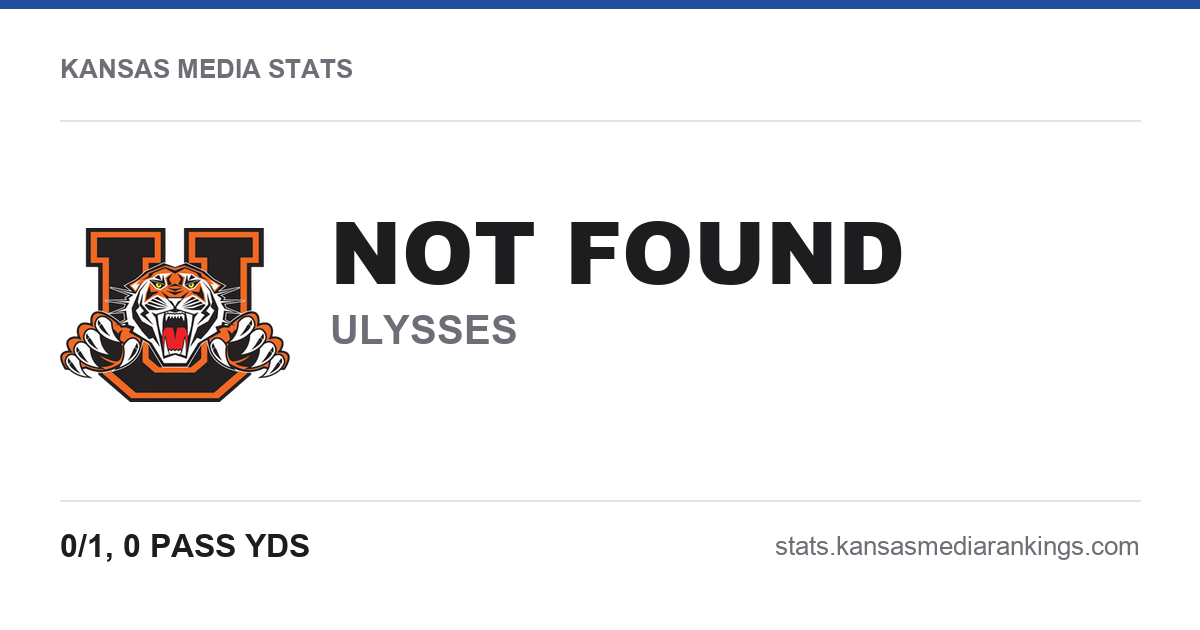 KANSAS MEDIA STATS
NOT FOUND
ULYSSES
U
0/1, 0 PASS YDS
stats.kansasmediarankings.com